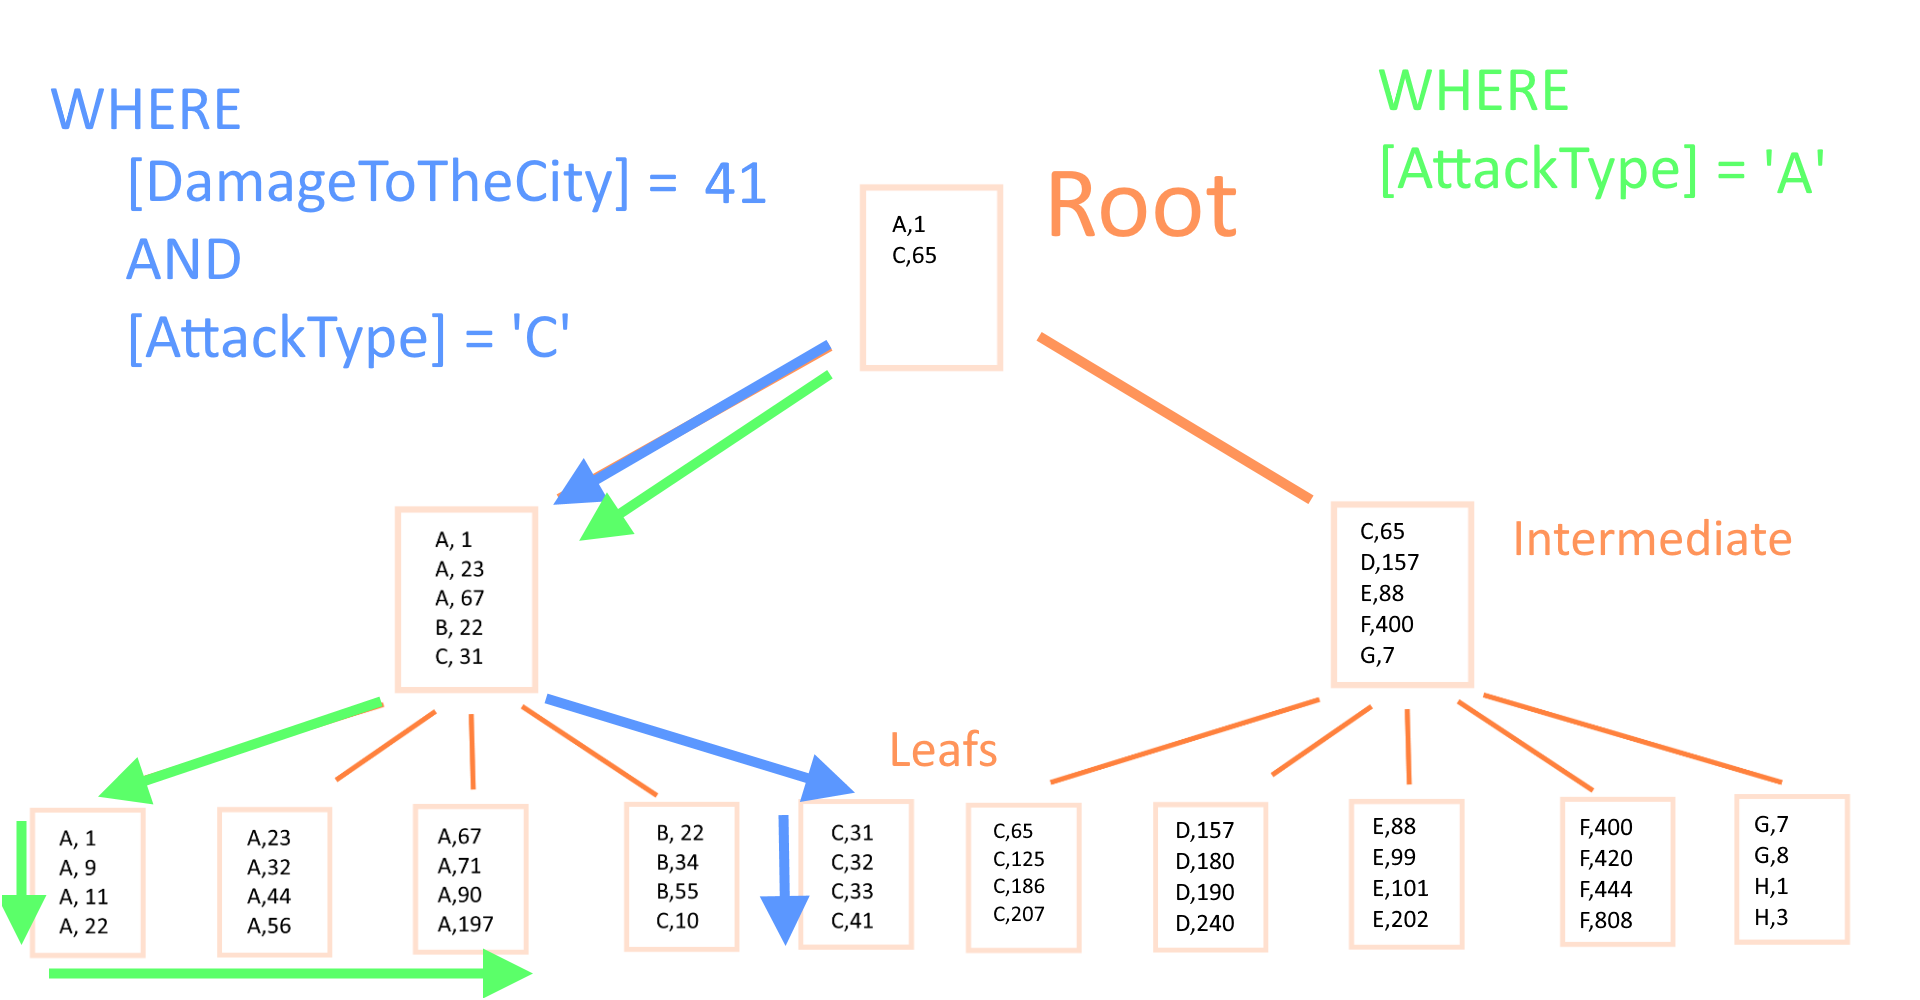 WHERE
[DamageToTheCity] = 41
AND
[AttackType] = 'C'
WHERE
[AttackType] = 'A'
Root
A,1
C,65
A, 1
A, 23
A, 67
B, 22
C, 31
C,65
D,157
E,88
F,400
G,7
Intermediate
Leafs
A, 1
A, 9
A, 11
A, 22
A,23
A,32
A,44
A,56
A,67
A,71
A,90
A,197
B, 22
B,34
B,55
C,10
C,31
C,32
C,33
C,41
C,65
C,125
C,186
C,207
D,157
D,180
D,190
D,240
E,88
E,99
E,101
E,202
F,400
F,420
F,444
F,808
G,7
G,8
H,1
H,3